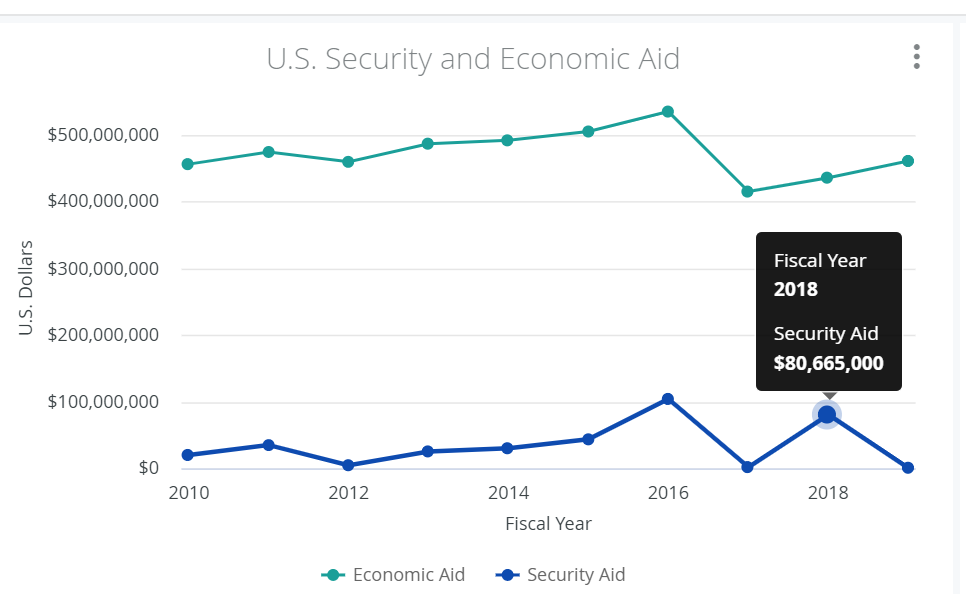 U.S. Security and Economic Aid
$500,000,000
$400,000,000
$300,000,000
$200,000,000
$100,000,000
$0
U.S. Dollars
Fiscal Year
2018
Security Aid
$80,665,000
2010 2012 2014 2016 2018
Fiscal Year
Economic Aid Security Aid